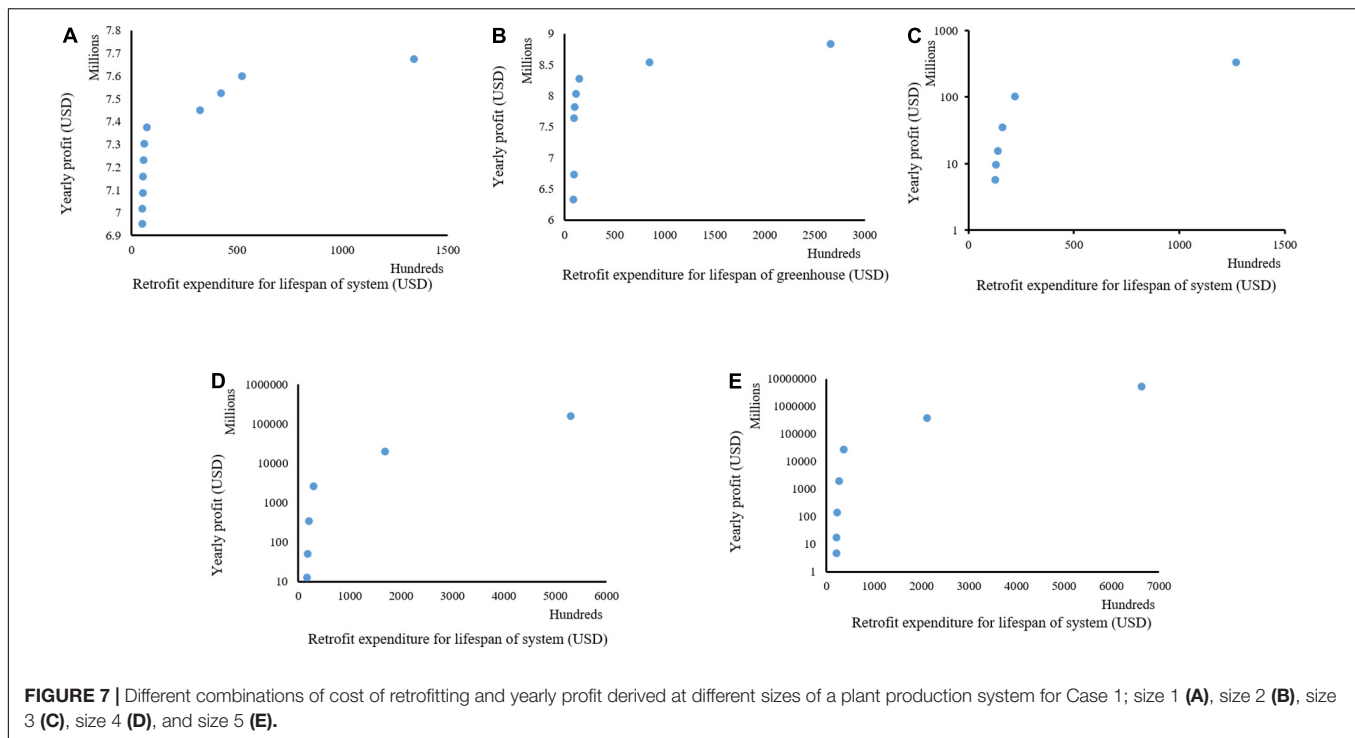 A
7.8
7.7
7.6
7.5
7.4
7.3
7.2
7.1
7
6.9
Millions
Yearly profit (USD)
0 500 1000 1500
Hundreds
Retrofit expenditure for lifespan of system (USD)
B
9
8.5
8
7.5
7
6.5
6
Millions
Yearly profit (USD)
0 500 1000 1500 2000 2500 3000
Hundreds
Retrofit expenditure for lifespan of greenhouse (USD)
C
1000
100
10
1
Millions
Yearly profit (USD)
0 500 1000 1500
Hundreds
Retrofit expenditure for lifespan of system (USD)
D
1000000
100000
10000
1000
100
10
Millions
Yearly profit (USD)
0 1000 2000 3000 4000 5000 6000
Hundreds
Retrofit expenditure for lifespan of system (USD)
E
10000000
1000000
100000
10000
1000
100
10
1
Millions
Yearly profit (USD)
0 1000 2000 3000 4000 5000 6000 7000
Hundreds
Retrofit expenditure for lifespan of system (USD)
FIGURE 7 | Different combinations of cost of retrofitting and yearly profit derived at different sizes of a plant production system for Case 1; size 1 (A), size 2 (B), size
3 (C), size 4 (D), and size 5 (E).